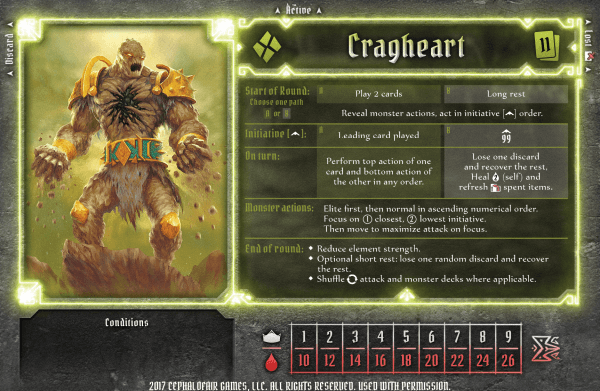 Active
Discard
Lost
Cragheart
11
Start of Round:
Choose one path
A or B
A Play 2 cards
B Long rest
Reveal monster actions, act in initiative [ ] order.
Initiative [ ]:
A Leading card played
B 99
On turn:
Perform top action of one
card and bottom action of
the other in any order.
Lose one discard
and recover the rest.
Heal 2 (self) and
refresh spent items.
Monster actions:
Elite first, then normal in ascending numerical order.
Focus on ① closest, ② lowest initiative.
Then move to maximize attack on focus.
End of round:
◆ Reduce element strength.
◆ Optional short rest: lose one random discard and recover
the rest.
◆ Shuffle attack and monster decks where applicable.
Conditions
1 2 3 4 5 6 7 8 9
10 12 14 16 18 20 22 24 26
2017 CEPHALOFAIR GAMES, LLC. ALL RIGHTS RESERVED. USED WITH PERMISSION.